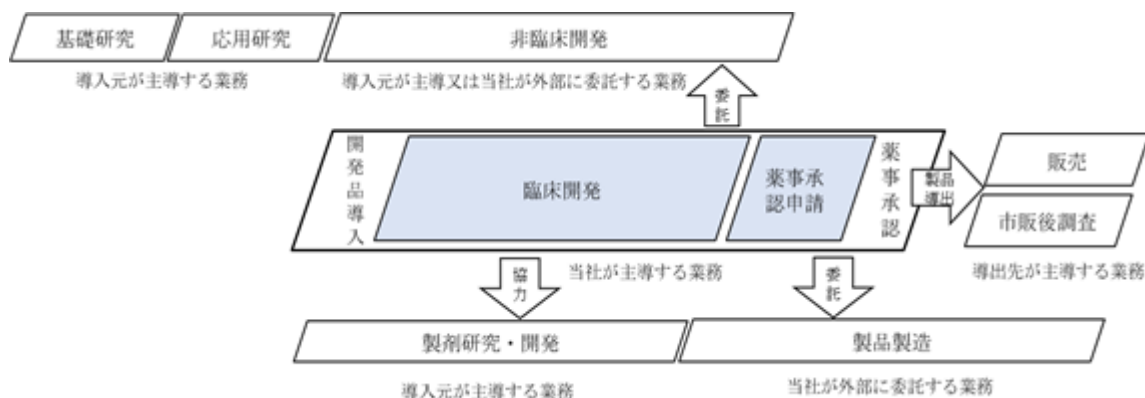 基礎研究
応用研究
非臨床開発
導入元が主導する業務
導入元が主導又は当社が外部に委託する業務
委託
開発品導入
臨床開発
薬事承
認申請
薬事承認
製品
導出
販売
市販後調査
導出先が主導する業務
当社が主導する業務
協力
委託
製剤研究・開発
製品製造
導入元が主導する業務
当社が外部に委託する業務